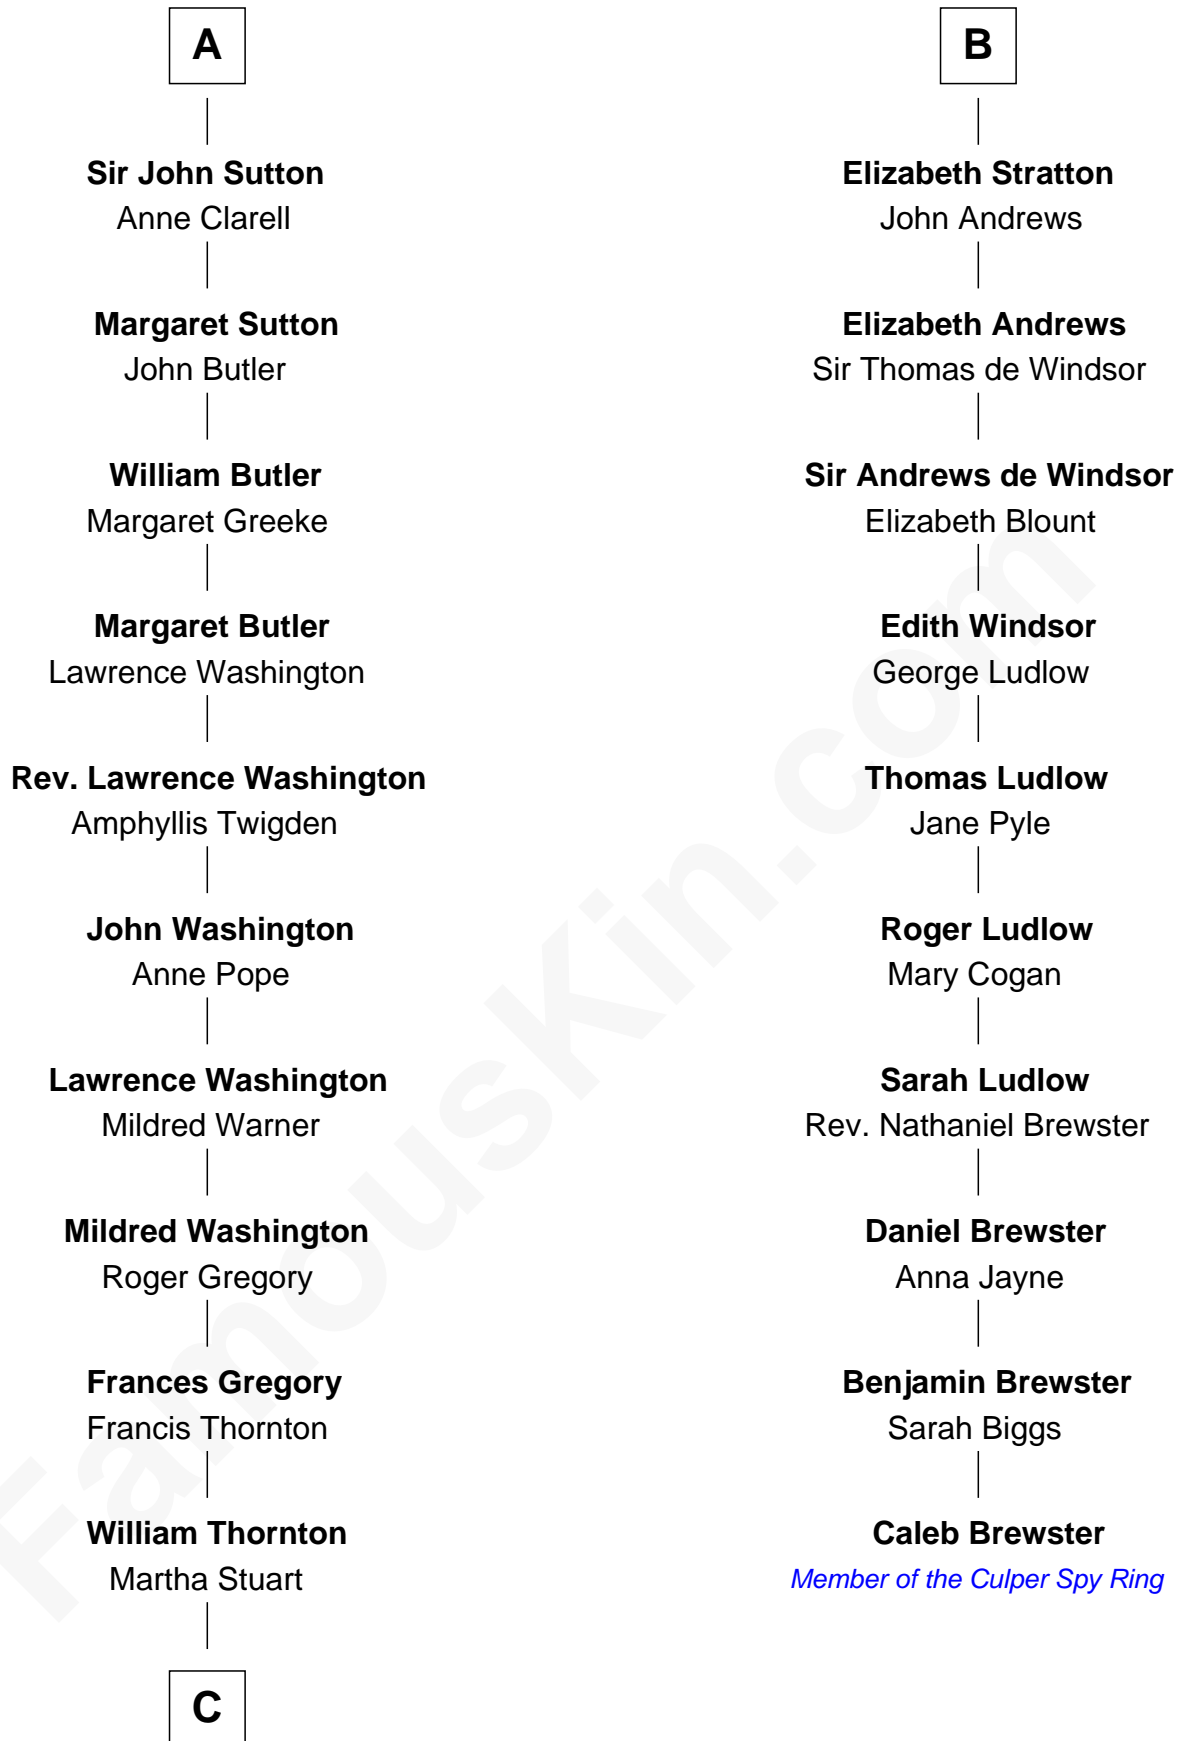 A
Sir John Sutton
Anne Clarell
Margaret Sutton
John Butler
William Butler
Margaret Greeke
Margaret Butler
Lawrence Washington
Rev. Lawrence Washington
Amphyllis Twigden
John Washington
Anne Pope
Lawrence Washington
Mildred Warner
Mildred Washington
Roger Gregory
Frances Gregory
Francis Thornton
William Thornton
Martha Stuart
C
B
Elizabeth Stratton
John Andrews
Elizabeth Andrews
Sir Thomas de Windsor
Sir Andrews de Windsor
Elizabeth Blount
Edith Windsor
George Ludlow
Thomas Ludlow
Jane Pyle
Roger Ludlow
Mary Cogan
Sarah Ludlow
Rev. Nathaniel Brewster
Daniel Brewster
Anna Jayne
Benjamin Brewster
Sarah Biggs
Caleb Brewster
Member of the Culper Spy Ring
FamousKin.com